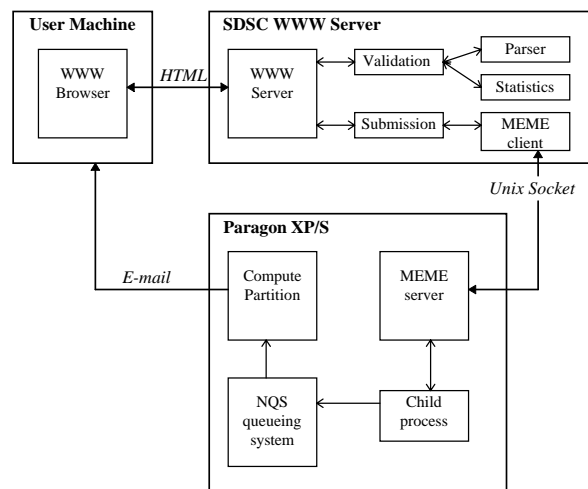 User Machine
SDSC WWW Server
WWW
Browser
HTML
WWW
Server
Validation
Parser
Statistics
Submission
MEME
client
Unix Socket
Paragon XP/S
E-mail
Compute
Partition
MEME
server
NQS
queueing
system
Child
process